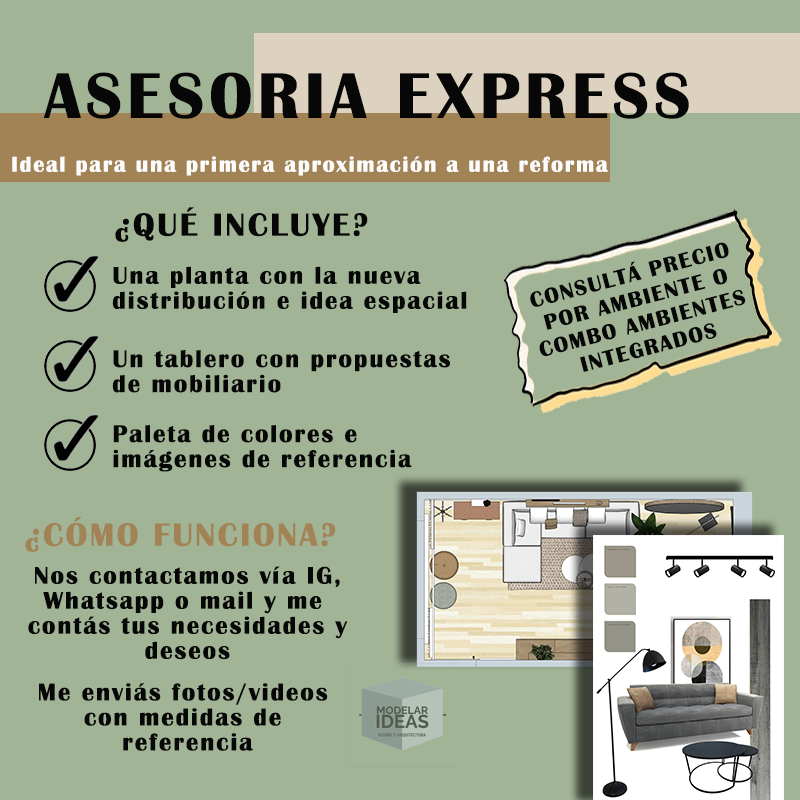 ASESORIA EXPRESS
Ideal para una primera aproximación a una reforma
¿QUÉ INCLUYE?
Una planta con la nueva
distribución e idea espacial
Un tablero con propuestas
de mobiliario
Paleta de colores e
imágenes de referencia
CONSULTÁ PRECIO
POR AMBIENTE O
COMBO AMBIENTES
INTEGRADOS
¿CÓMO FUNCIONA?
Nos contactamos vía IG,
Whatsapp o mail y me
contás tus necesidades y
deseos
Me enviás fotos/videos
con medidas de
referencia
MODELAR
IDEAS
DISEÑO Y ARQUITECTURA